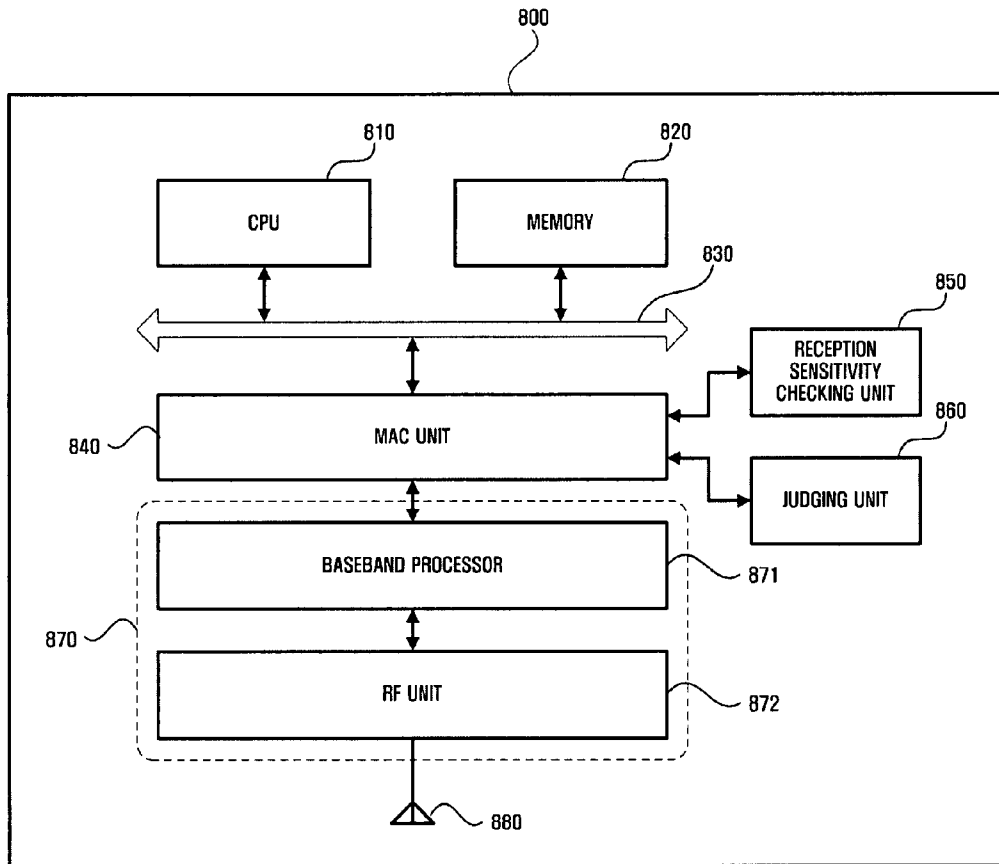 800
810
820
CPU
MEMORY
830
850
RECEPTION
SENSITIVITY
CHECKING UNIT
840
MAC UNIT
860
JUDGING UNIT
BASEBAND PROCESSOR
871
870
RF UNIT
872
880